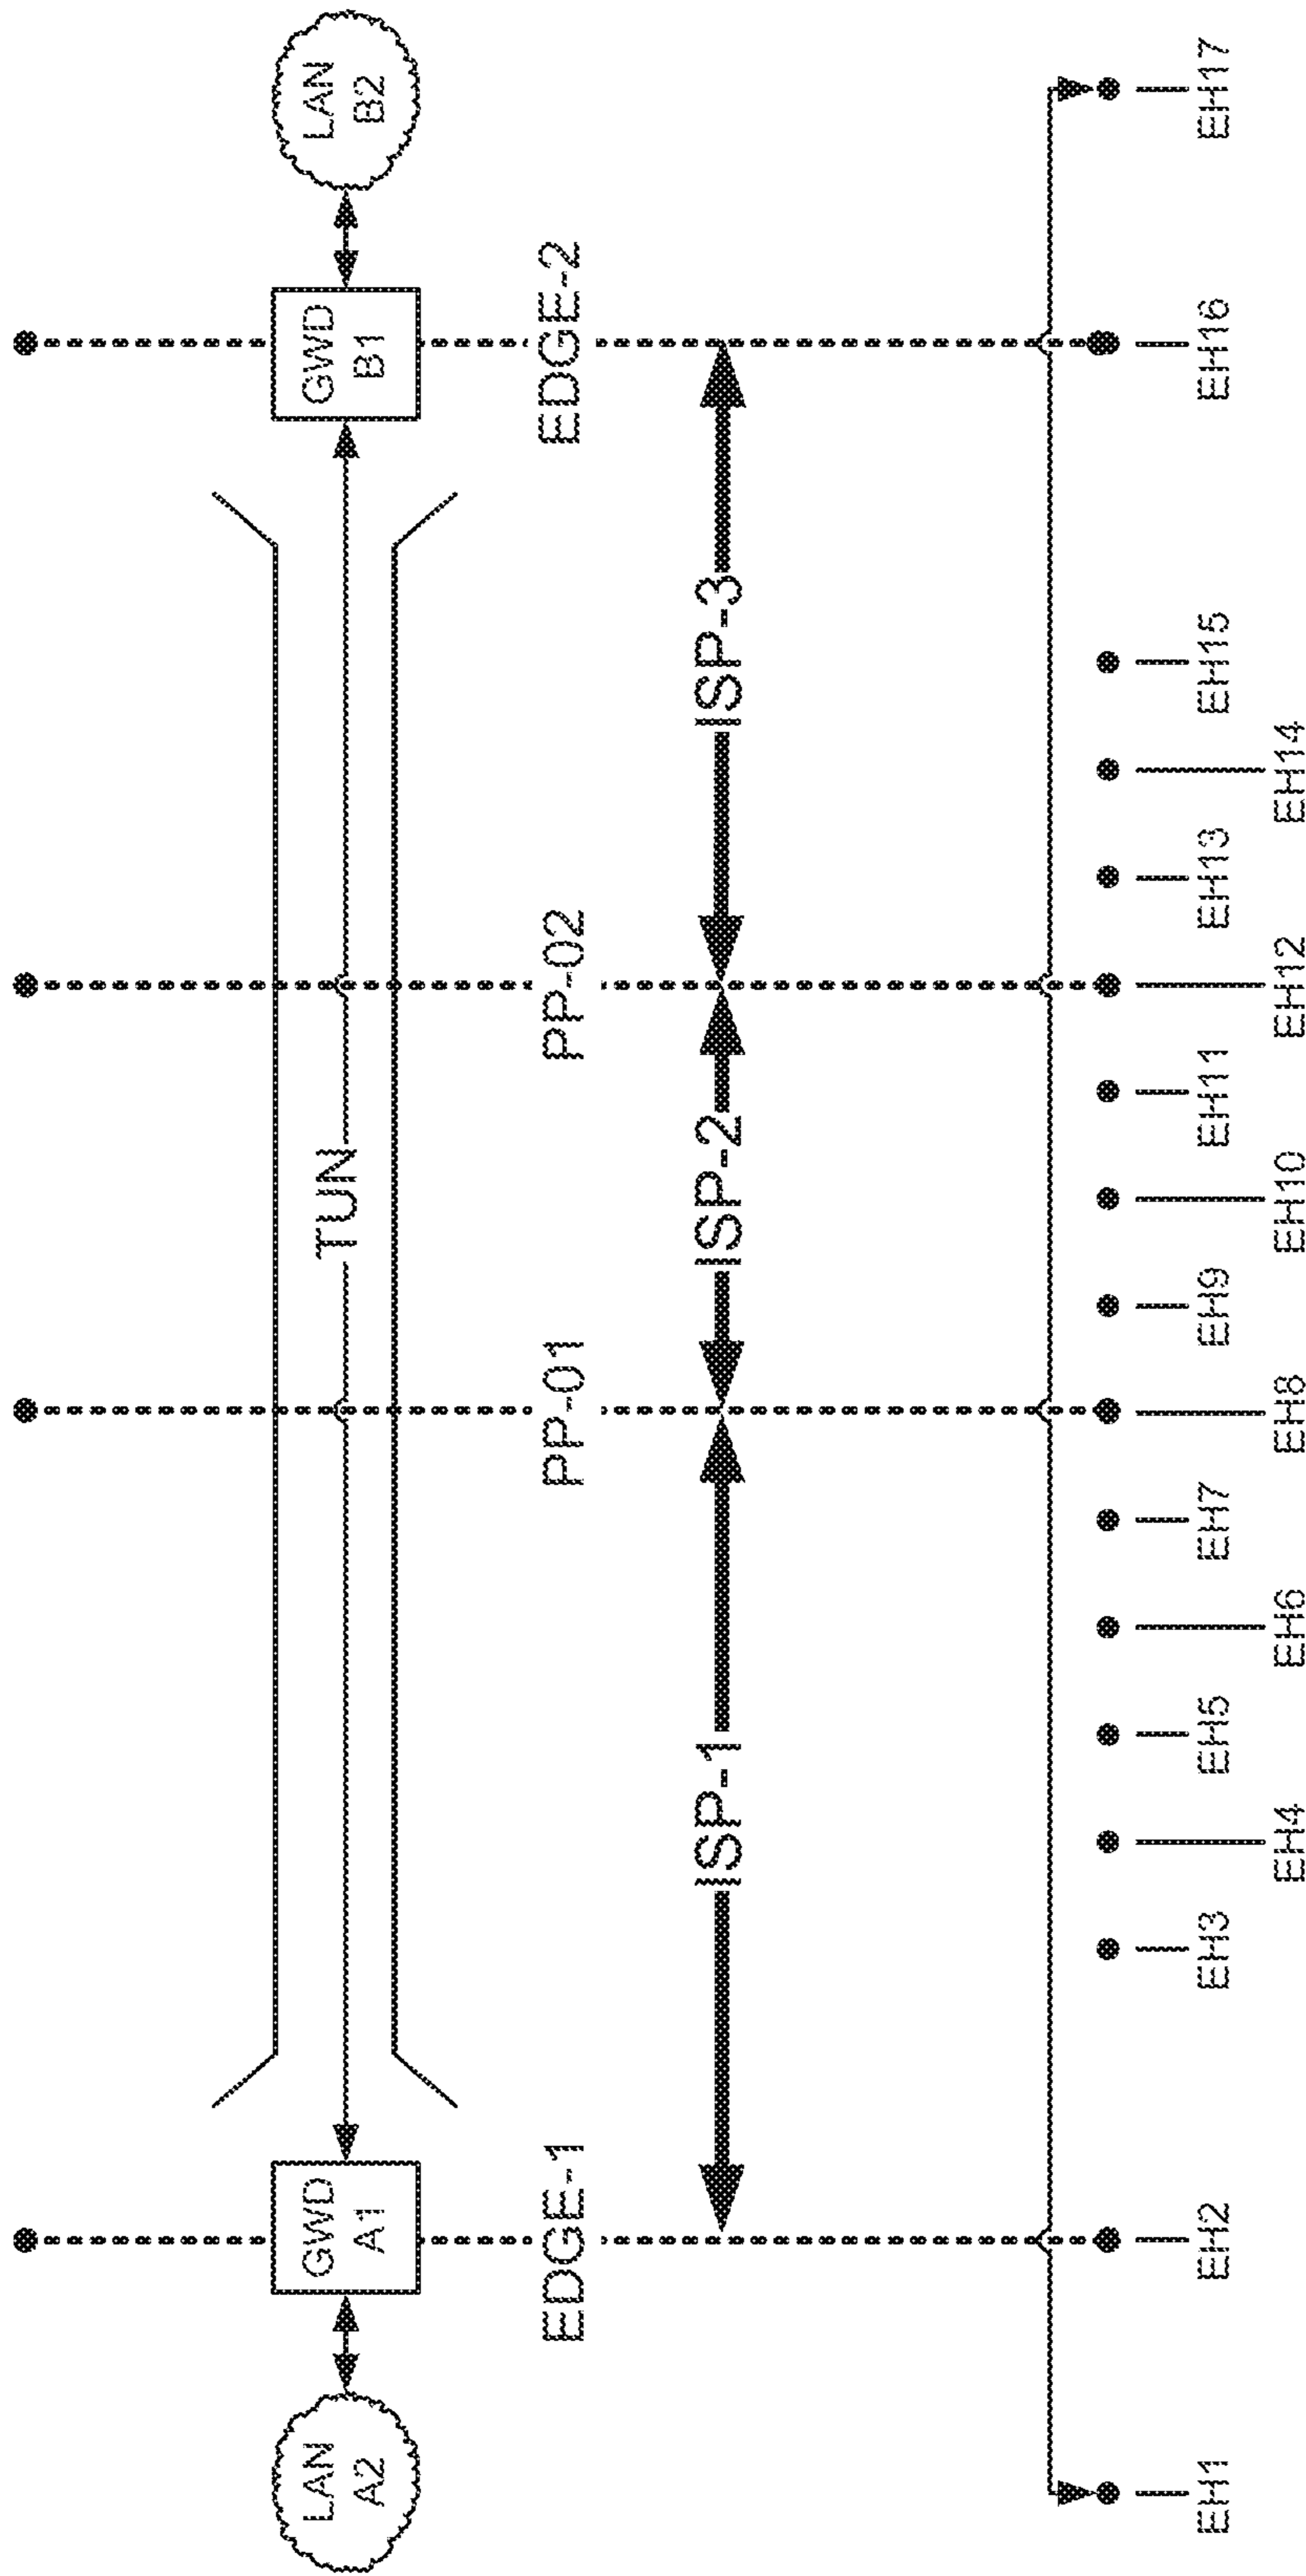 LAN
A2
GWD
A1
TUN
GWD
B1
LAN
B2
EDGE-1
PP-01
PP-02
EDGE-2
ISP-1
ISP-2
ISP-3
EH1
EH2
EH3
EH4
EH5
EH6
EH7
EH8
EH9
EH10
EH11
EH12
EH13
EH14
EH15
EH16
EH17